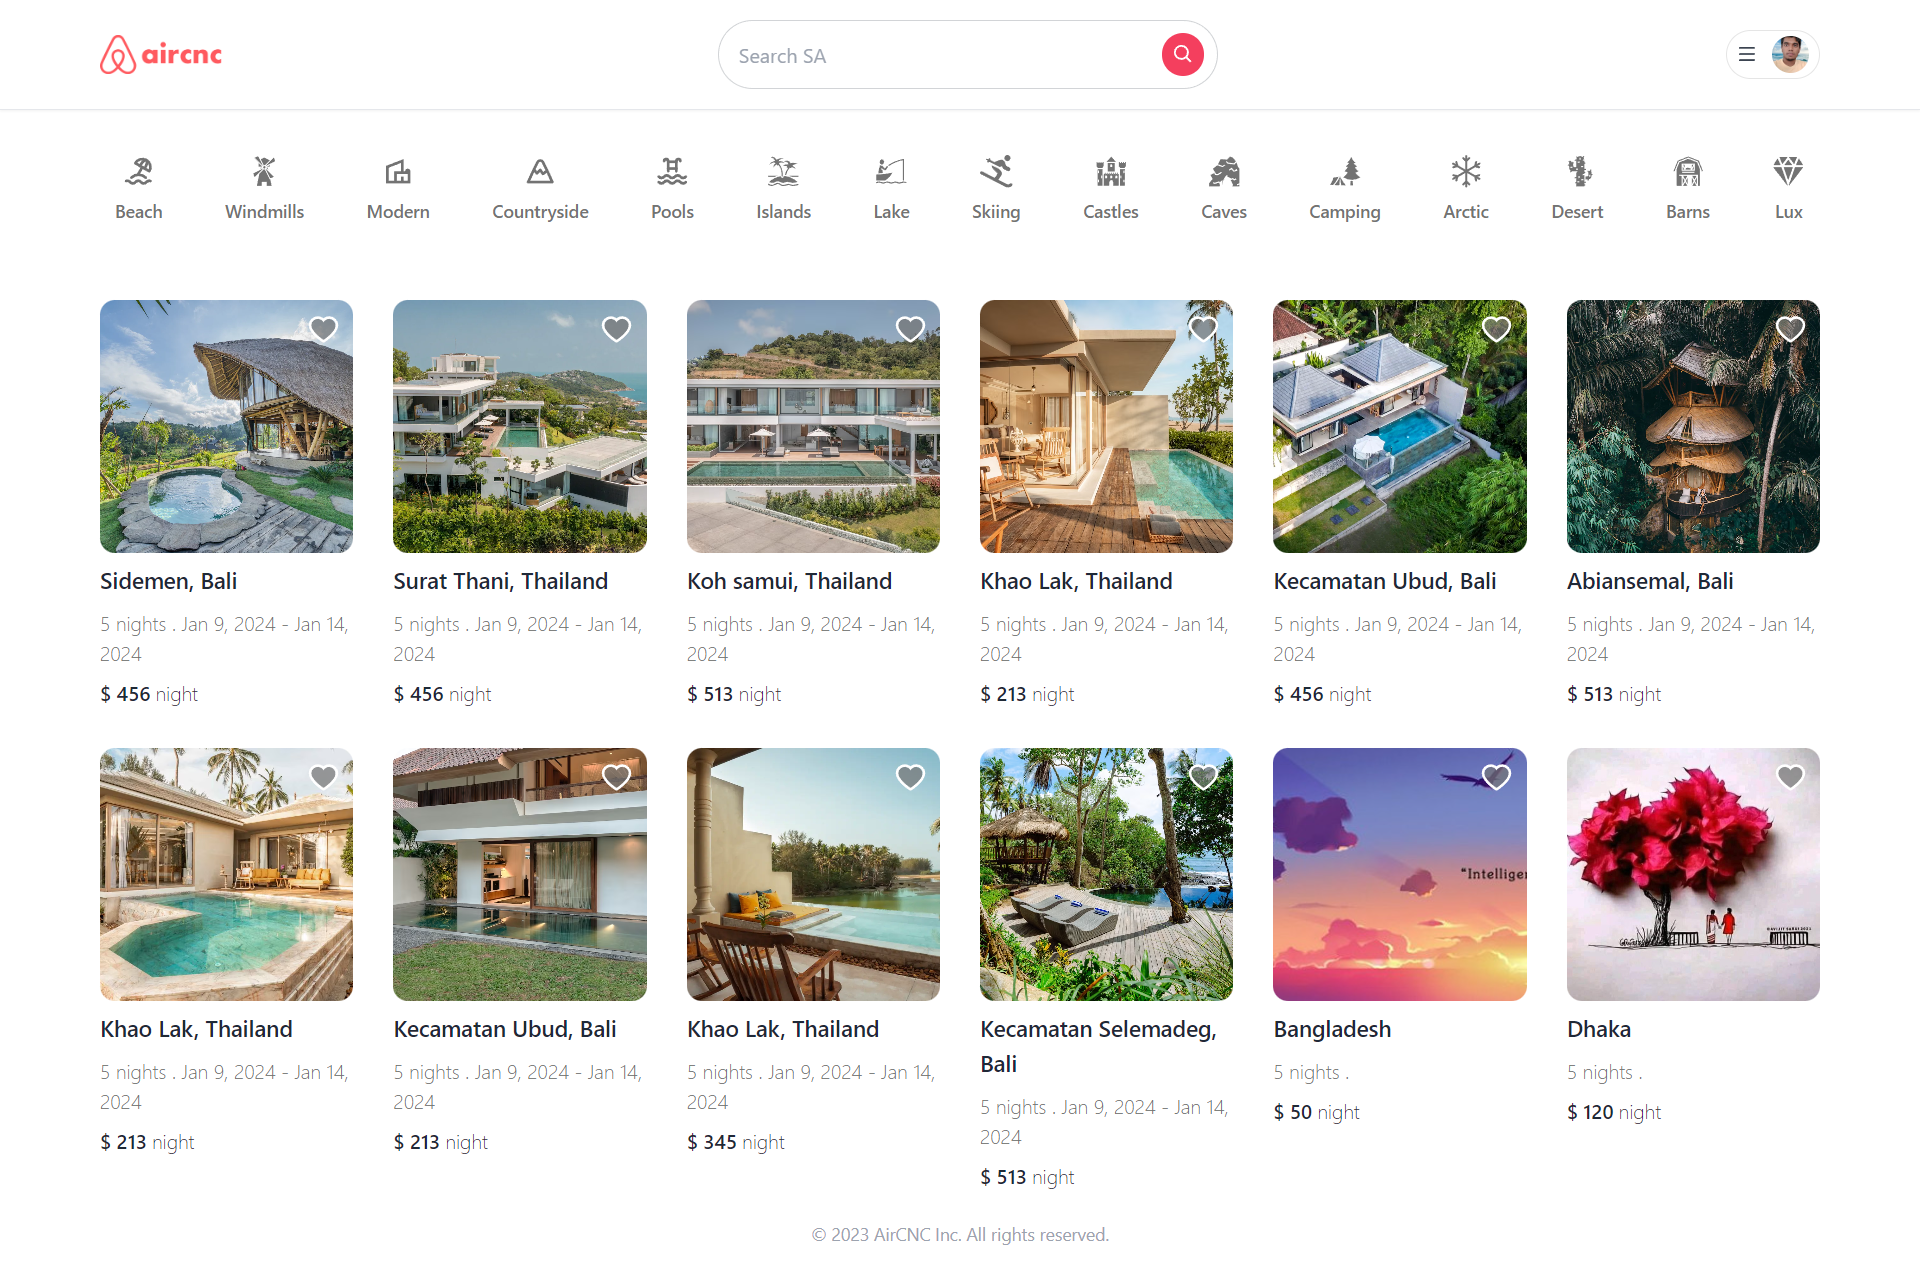 aircnc
Search SA
Beach
Windmills
Modern
Countryside
Pools
Islands
Lake
Skiing
Castles
Caves
Camping
Arctic
Desert
Barns
Lux
Sidemen, Bali
5 nights . Jan 9, 2024 - Jan 14,
2024
$ 456 night
Surat Thani, Thailand
5 nights . Jan 9, 2024 - Jan 14,
2024
$ 456 night
Koh samui, Thailand
5 nights . Jan 9, 2024 - Jan 14,
2024
$ 513 night
Khao Lak, Thailand
5 nights . Jan 9, 2024 - Jan 14,
2024
$ 213 night
Kecamatan Ubud, Bali
5 nights . Jan 9, 2024 - Jan 14,
2024
$ 456 night
Abiansemal, Bali
5 nights . Jan 9, 2024 - Jan 14,
2024
$ 513 night
Khao Lak, Thailand
5 nights . Jan 9, 2024 - Jan 14,
2024
$ 213 night
Kecamatan Ubud, Bali
5 nights . Jan 9, 2024 - Jan 14,
2024
$ 213 night
Khao Lak, Thailand
5 nights . Jan 9, 2024 - Jan 14,
2024
$ 345 night
Kecamatan Selemadeg,
Bali
5 nights . Jan 9, 2024 - Jan 14,
2024
$ 513 night
"Intelligen
Bangladesh
5 nights .
$ 50 night
Dhaka
5 nights .
$ 120 night
© 2023 AirCNC Inc. All rights reserved.